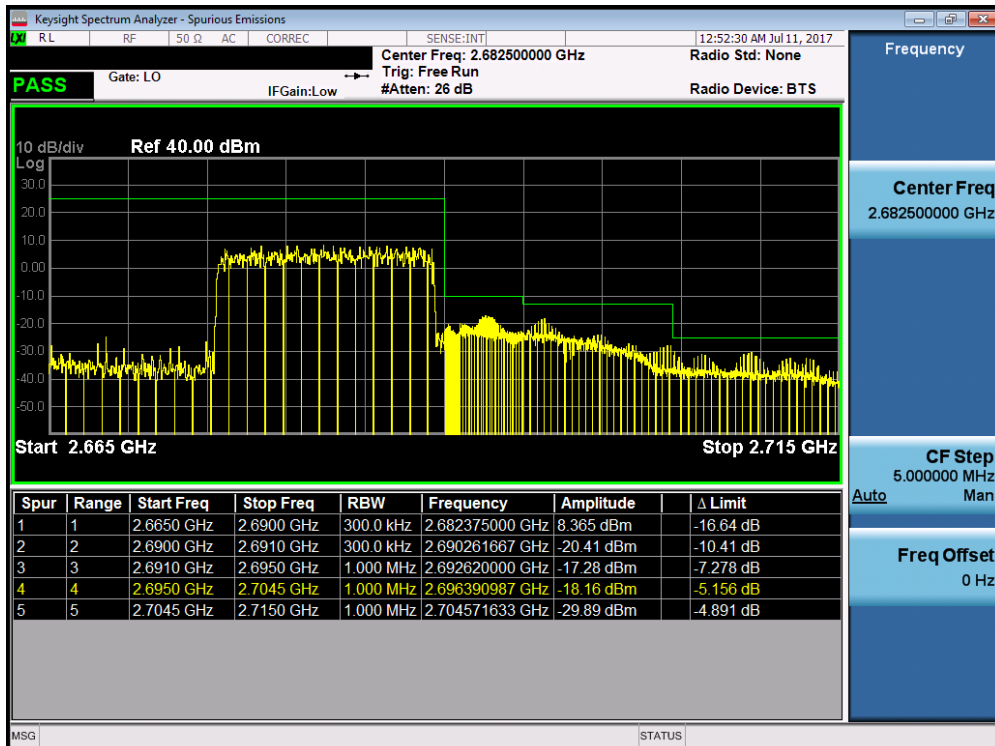 Keysight Spectrum Analyzer - Spurious Emissions
LXI RL RF 50 Ω AC CORREC SENSE:INT 12:52:30 AM Jul 11, 2017
Center Freq: 2.682500000 GHz Radio Std: None
PASS Gate: LO Trig: Free Run
IFGain:Low #Atten: 26 dB Radio Device: BTS
10 dB/div Ref 40.00 dBm
Log
30.0
20.0
10.0
0.00
-10.0
-20.0
-30.0
-40.0
-50.0
Start 2.665 GHz Stop 2.715 GHz
Spur Range Start Freq Stop Freq RBW Frequency Amplitude Δ Limit
1 1 2.6650 GHz 2.6900 GHz 300.0 kHz 2.682375000 GHz 8.365 dBm -16.64 dB
2 2 2.6900 GHz 2.6910 GHz 300.0 kHz 2.690261667 GHz -20.41 dBm -10.41 dB
3 3 2.6910 GHz 2.6950 GHz 1.000 MHz 2.692620000 GHz -17.28 dBm -7.278 dB
4 4 2.6950 GHz 2.7045 GHz 1.000 MHz 2.696390987 GHz -18.16 dBm -5.156 dB
5 5 2.7045 GHz 2.7150 GHz 1.000 MHz 2.704571633 GHz -29.89 dBm -4.891 dB
MSG STATUS
Frequency
Center Freq
2.682500000 GHz
CF Step
5.000000 MHz
Auto Man
Freq Offset
0 Hz